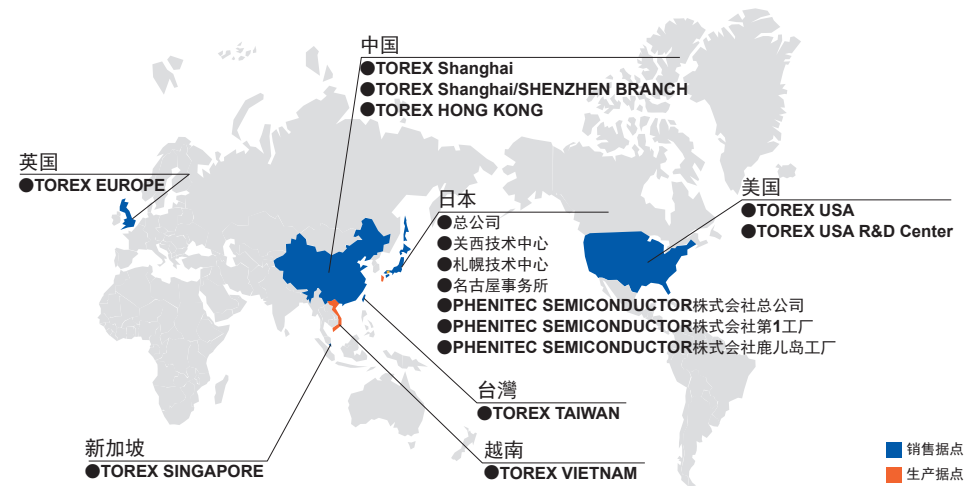 中国
●TOREX Shanghai
●TOREX Shanghai/SHENZHEN BRANCH
●TOREX HONG KONG
英国
●TOREX EUROPE
日本
●总公司
●关西技术中心
●札幌技术中心
●名古屋事务所
●PHENITEC SEMICONDUCTOR株式会社总公司
●PHENITEC SEMICONDUCTOR株式会社第1工厂
●PHENITEC SEMICONDUCTOR株式会社鹿儿岛工厂
美国
●TOREX USA
●TOREX USA R&D Center
台灣
●TOREX TAIWAN
新加坡
●TOREX SINGAPORE
越南
●TOREX VIETNAM
销售据点
生产据点